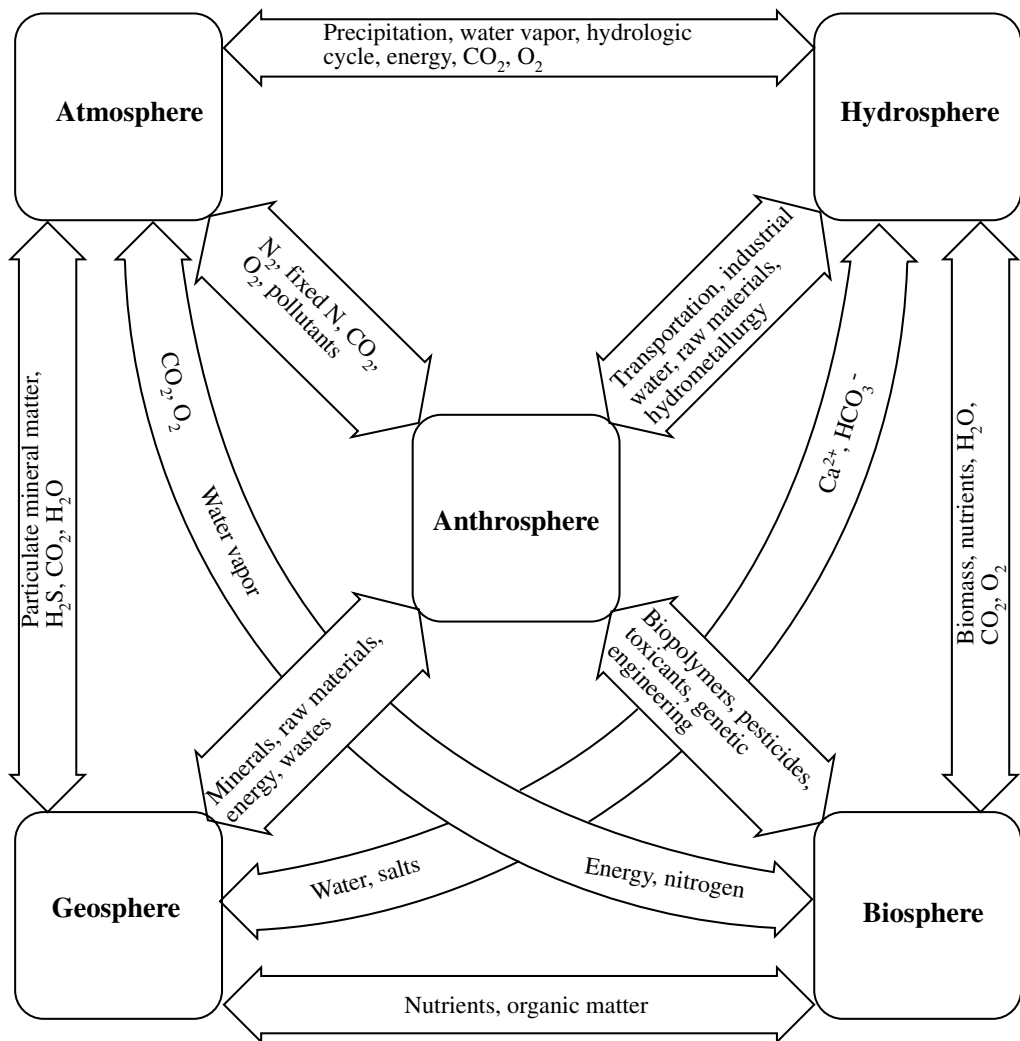 Precipitation, water vapor, hydrologic
cycle, energy, CO₂, O₂
Atmosphere
Hydrosphere
N₂, fixed N, CO₂,
O₂, pollutants
Transportation, industrial
water, raw materials,
hydrometallurgy
CO₂, O₂
Water vapor
Ca²⁺, HCO₃⁻
Particulate mineral matter,
H₂S, CO₂, H₂O
Anthrosphere
Biomass, nutrients, H₂O,
CO₂, O₂
Minerals, raw materials,
energy, wastes
Biopolymers, pesticides,
toxicants, genetic
engineering
Water, salts
Energy, nitrogen
Geosphere
Biosphere
Nutrients, organic matter